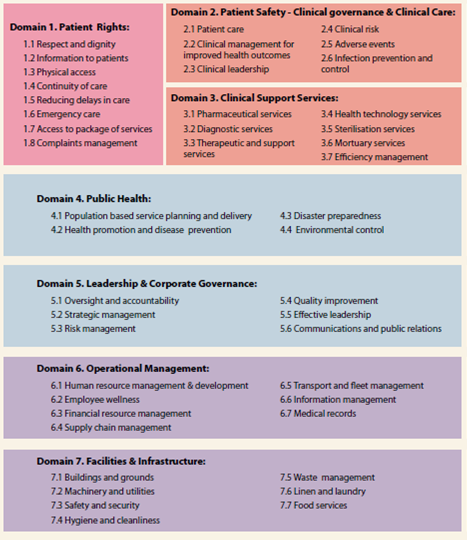 Domain 1. Patient Rights:
1.1 Respect and dignity
1.2 Information to patients
1.3 Physical access
1.4 Continuity of care
1.5 Reducing delays in care
1.6 Emergency care
1.7 Access to package of services
1.8 Complaints management
Domain 2. Patient Safety - Clinical governance & Clinical Care:
2.1 Patient care
2.2 Clinical management for
improved health outcomes
2.3 Clinical leadership
2.4 Clinical risk
2.5 Adverse events
2.6 Infection prevention and
control
Domain 3. Clinical Support Services:
3.1 Pharmaceutical services
3.2 Diagnostic services
3.3 Therapeutic and support
services
3.4 Health technology services
3.5 Sterilisation services
3.6 Mortuary services
3.7 Efficiency management
Domain 4. Public Health:
4.1 Population based service planning and delivery
4.2 Health promotion and disease prevention
4.3 Disaster preparedness
4.4 Environmental control
Domain 5. Leadership & Corporate Governance:
5.1 Oversight and accountability
5.2 Strategic management
5.3 Risk management
5.4 Quality improvement
5.5 Effective leadership
5.6 Communications and public relations
Domain 6. Operational Management:
6.1 Human resource management & development
6.2 Employee wellness
6.3 Financial resource management
6.4 Supply chain management
6.5 Transport and fleet management
6.6 Information management
6.7 Medical records
Domain 7. Facilities & Infrastructure:
7.1 Buildings and grounds
7.2 Machinery and utilities
7.3 Safety and security
7.4 Hygiene and cleanliness
7.5 Waste management
7.6 Linen and laundry
7.7 Food services